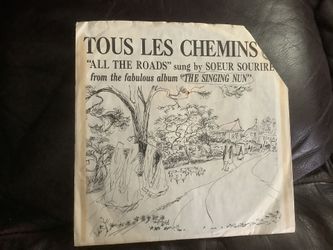 TOUS LES CHEMINS
"ALL THE ROADS" sung by SOEUR SOURIRE
from the fabulous album "THE SINGING NUN"